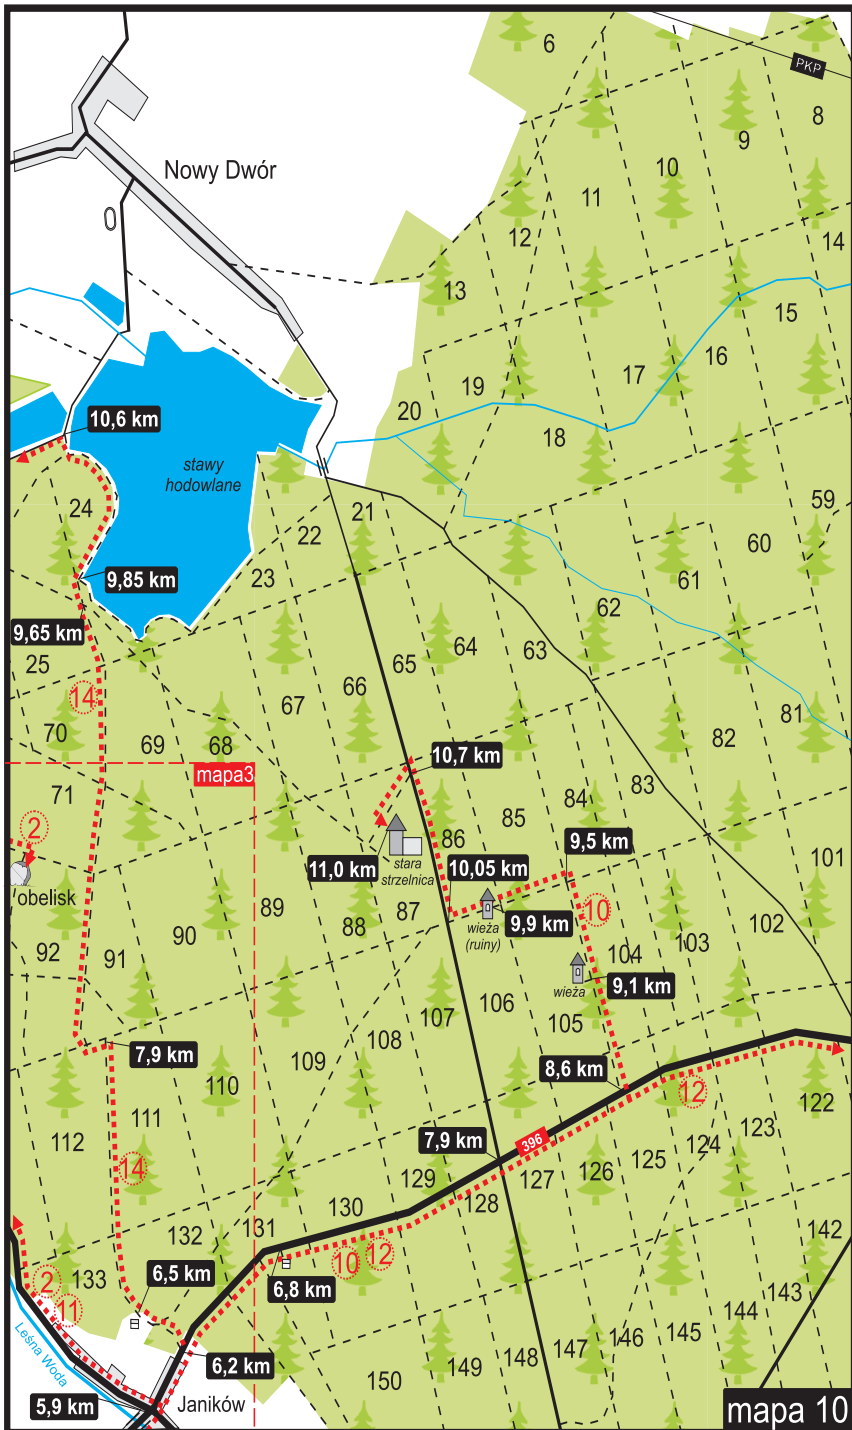 6
PKP
8
9
10
11
12
14
13
15
16
17
19
20
18
Nowy Dwór
10,6 km
stawy
hodowlane
24
22
21
23
59
60
61
62
9,85 km
9,65 km
25
63
64
65
66
67
14
70
69
68
81
82
83
84
85
86
mapa3
10,7 km
71
2
obelisk
11,0 km
stara
strzelnica
10,05 km
9,5 km
101
102
103
104
10
9,9 km
wieża
(ruiny)
wieża
9,1 km
92
91
90
89
88
87
105
106
107
108
109
110
7,9 km
8,6 km
12
122
123
124
125
126
127
128
129
130
396
7,9 km
112
111
14
131
132
133
10
12
6,8 km
6,5 km
2
11
Leśna Woda
6,2 km
5,9 km
Janików
142
143
144
145
146
147
148
149
150
mapa 10